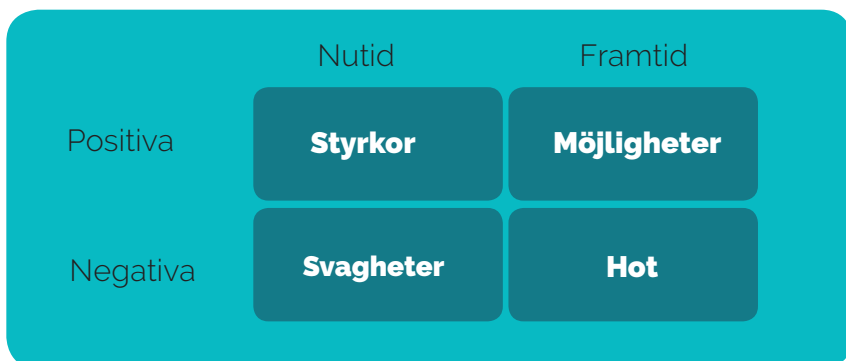 Nutid Framtid
Positiva Styrkor Möjligheter
Negativa Svagheter Hot